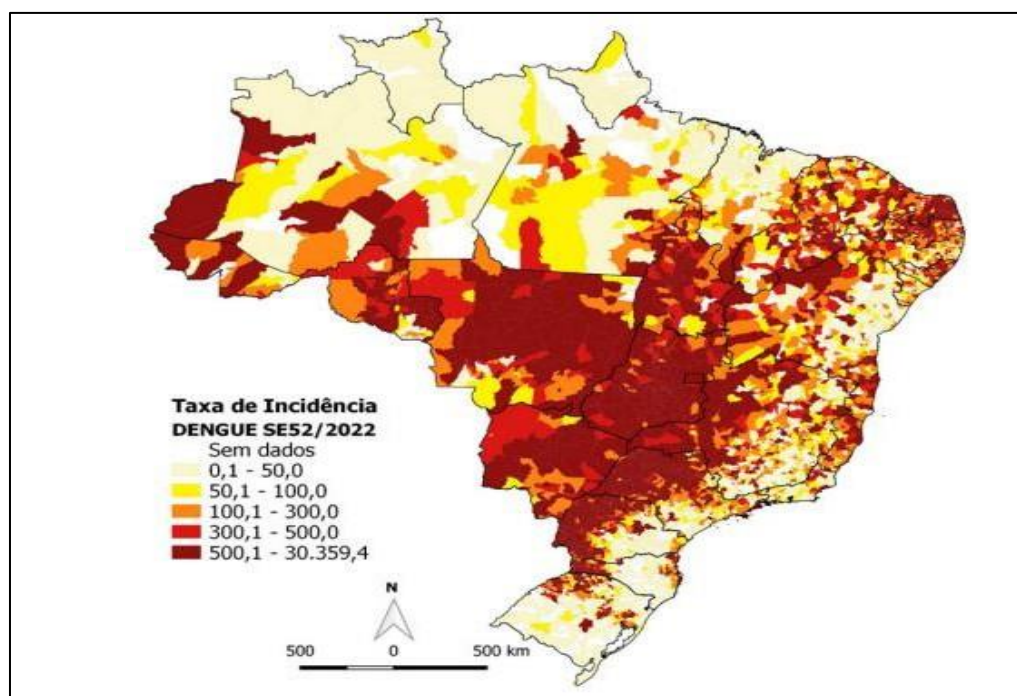 Taxa de Incidência
DENGUE SE52/2022
Sem dados
0,1 - 50,0
50,1 - 100,0
100,1 - 300,0
300,1 - 500,0
500,1 - 30.359,4
N
500 0 500 km